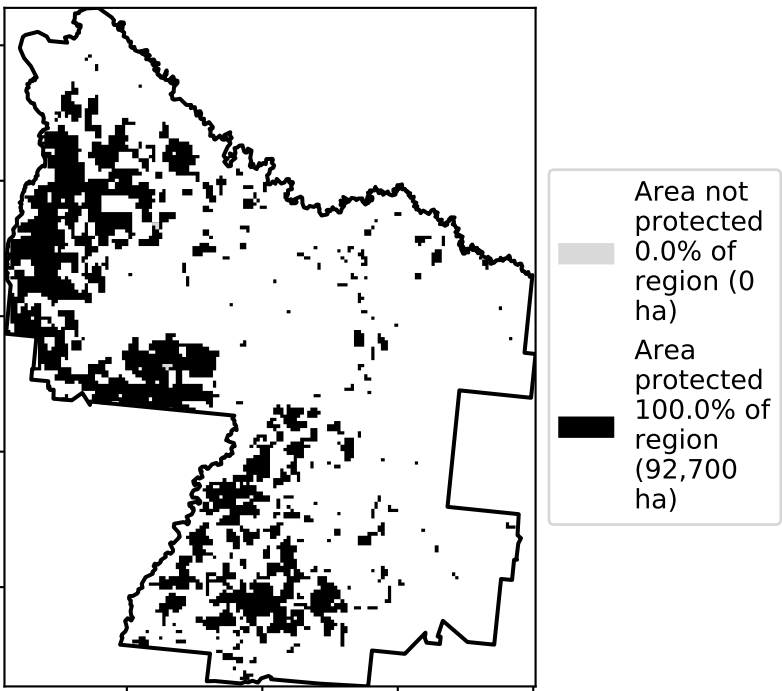 Area not
protected
0.0% of
region (0
ha)
Area
protected
100.0% of
region
(92,700
ha)